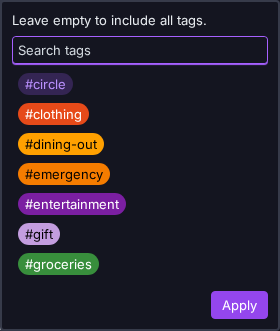 Leave empty to include all tags.
Search tags
#circle
#clothing
#dining-out
#emergency
#entertainment
#gift
#groceries
Apply